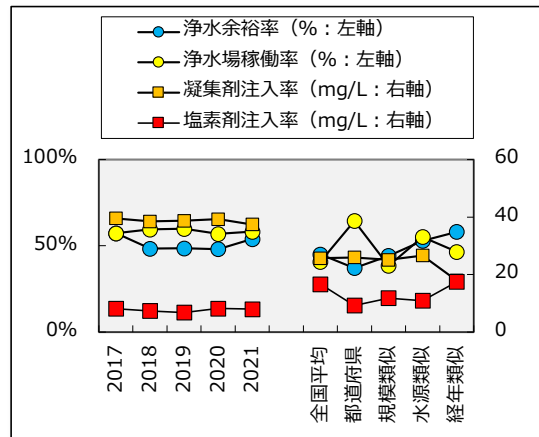 浄水余裕率（%：左軸）
浄水場稼働率（%：左軸）
凝集剤注入率（mg/L：右軸）
塩素剤注入率（mg/L：右軸）
100%
50%
0%
60
40
20
0
2017
2018
2019
2020
2021
全国平均
都道府県
規模類似
水源類似
経年類似